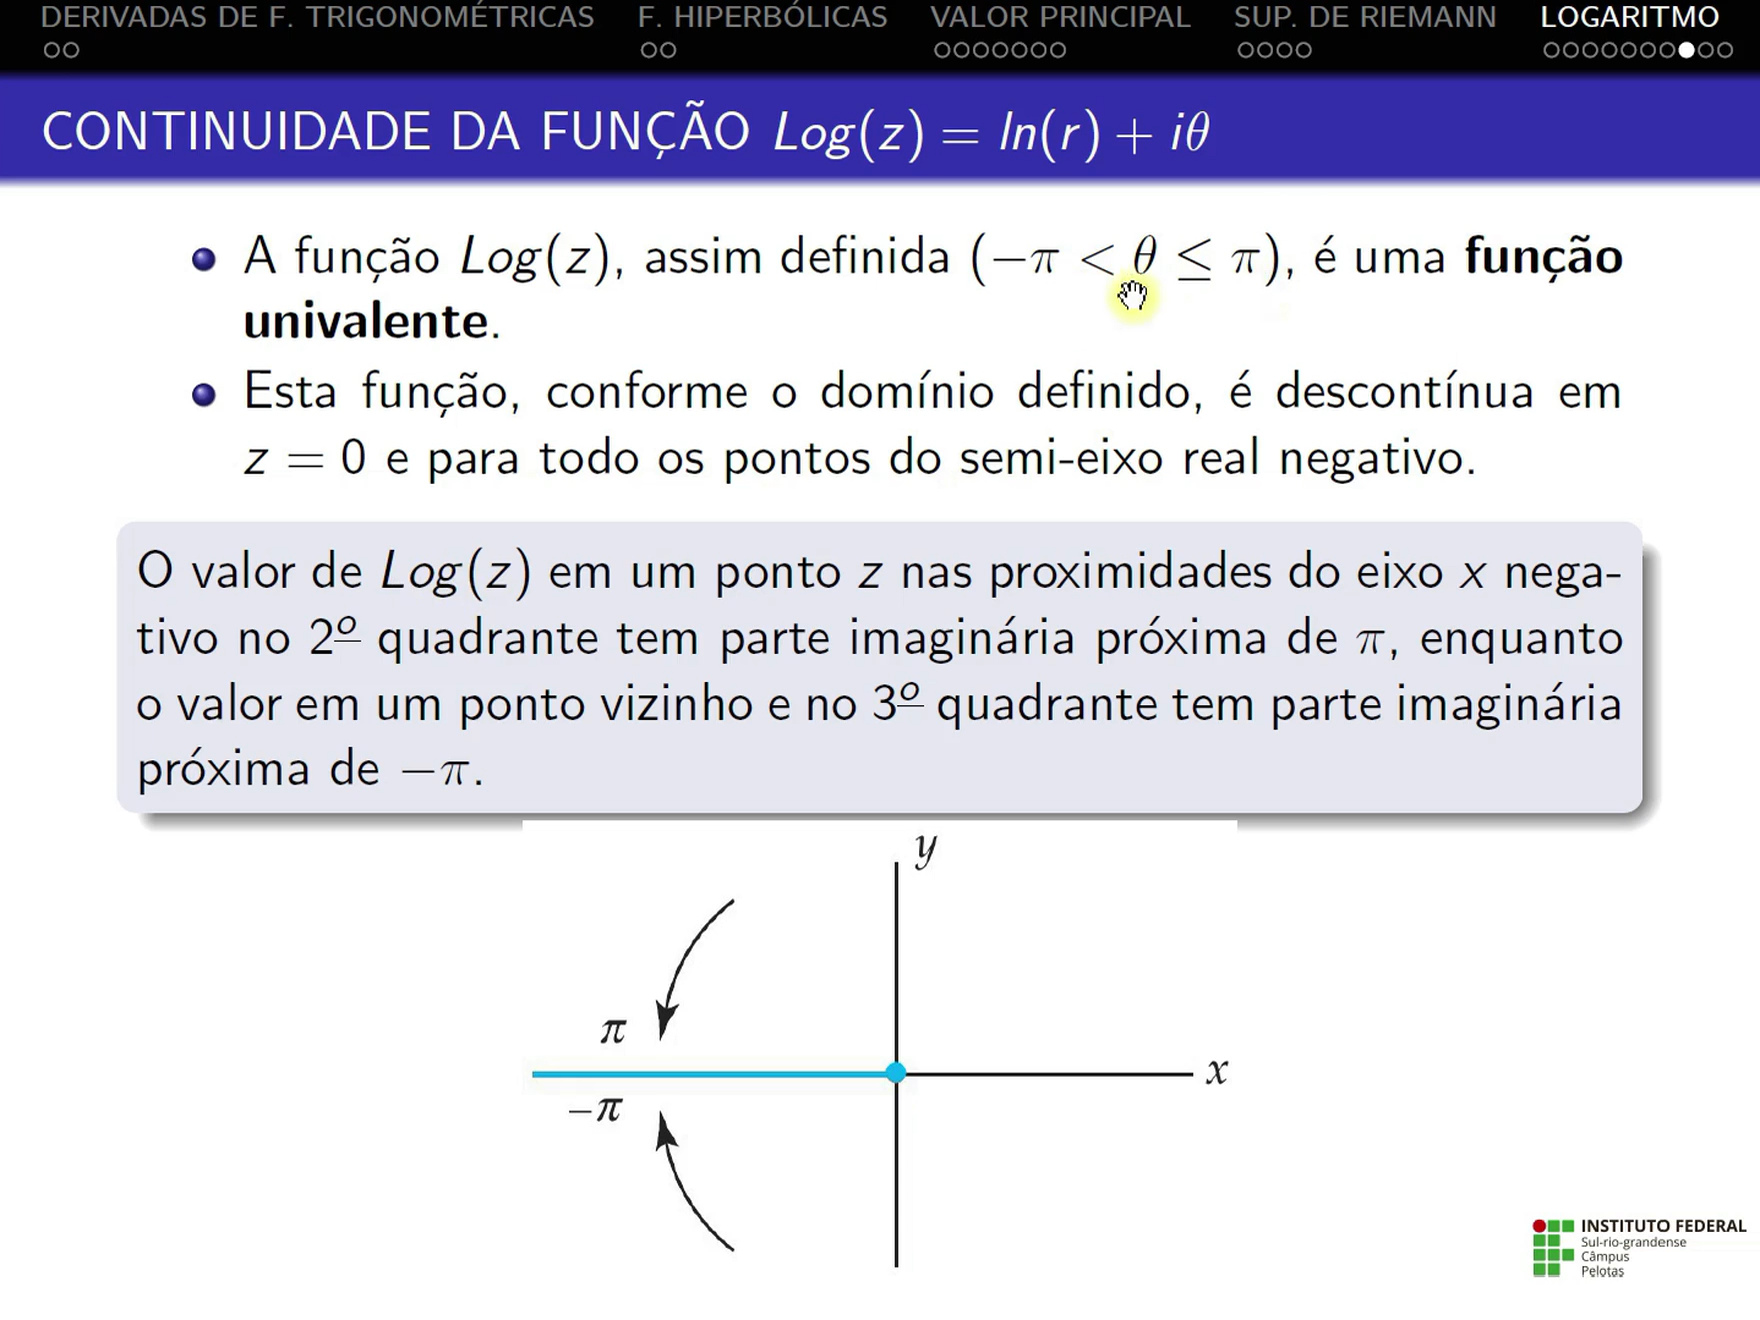 DERIVADAS DE F. TRIGONOMÉTRICAS F. HIPERBÓLICAS VALOR PRINCIPAL SUP. DE RIEMANN LOGARITMO
CONTINUIDADE DA FUNÇÃO Log(z) = ln(r) + iθ
A função Log(z), assim definida (−π < θ ≤ π), é uma função
univalente.
Esta função, conforme o domínio definido, é descontínua em
z = 0 e para todo os pontos do semi-eixo real negativo.
O valor de Log(z) em um ponto z nas proximidades do eixo x nega-
tivo no 2º quadrante tem parte imaginária próxima de π, enquanto
o valor em um ponto vizinho e no 3º quadrante tem parte imaginária
próxima de −π.
y
π
x
−π
INSTITUTO FEDERAL
Sul-rio-grandense
Câmpus
Pelotas